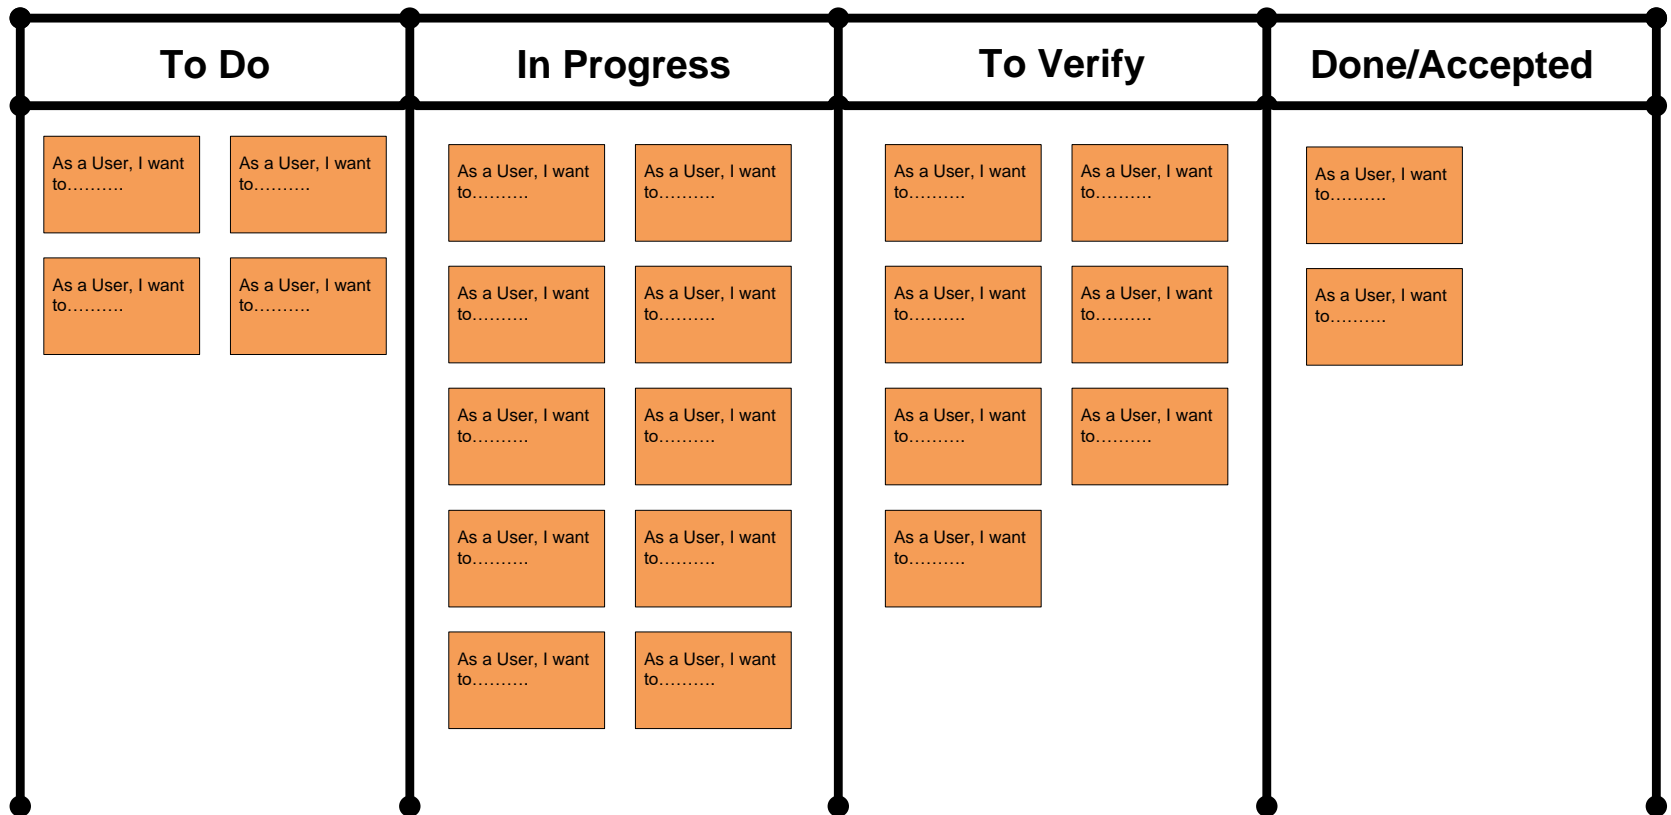 To Do
In Progress
To Verify
Done/Accepted
As a User, I want
to……….
As a User, I want
to……….
As a User, I want
to……….
As a User, I want
to……….
As a User, I want
to……….
As a User, I want
to……….
As a User, I want
to……….
As a User, I want
to……….
As a User, I want
to……….
As a User, I want
to……….
As a User, I want
to……….
As a User, I want
to……….
As a User, I want
to……….
As a User, I want
to……….
As a User, I want
to……….
As a User, I want
to……….
As a User, I want
to……….
As a User, I want
to……….
As a User, I want
to……….
As a User, I want
to……….
As a User, I want
to……….
As a User, I want
to……….
As a User, I want
to……….